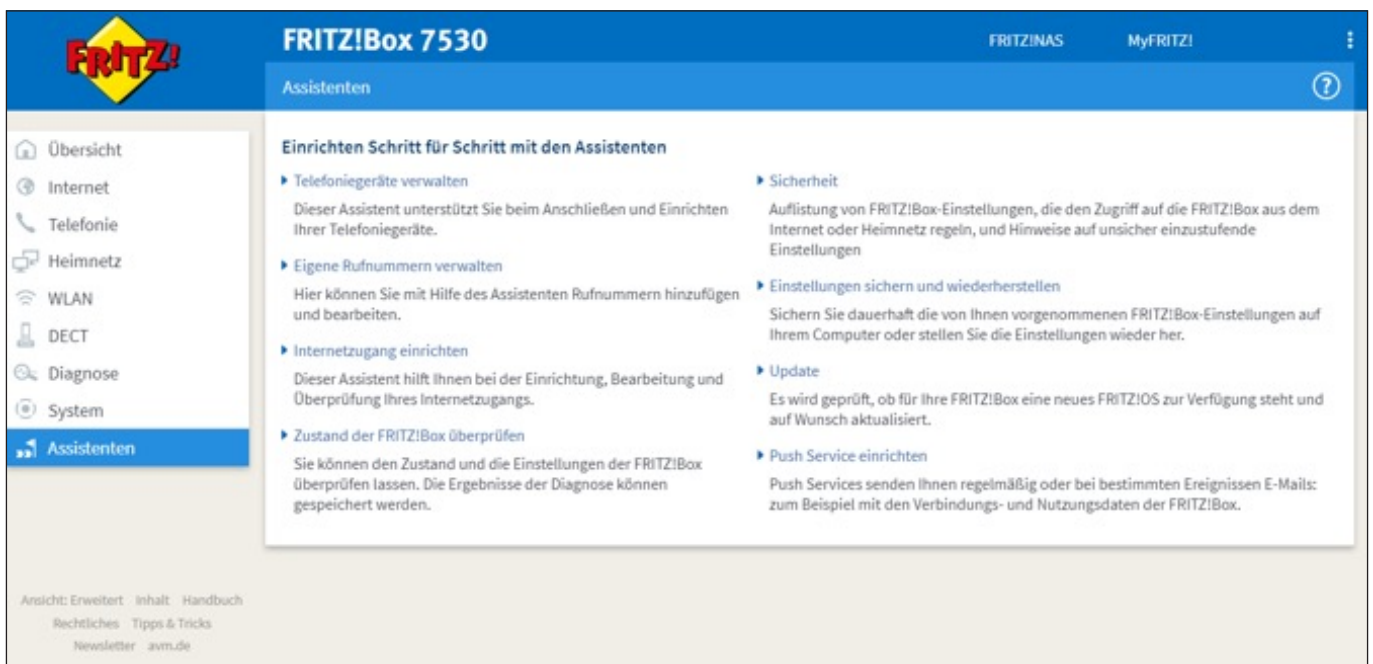 FRITZ!
FRITZ!Box 7530
FRITZ!NAS
MyFRITZ!
Assistenten
Übersicht
Internet
Telefonie
Heimnetz
WLAN
DECT
Diagnose
System
Assistenten
Einrichten Schritt für Schritt mit den Assistenten
Telefoniegeräte verwalten
Dieser Assistent unterstützt Sie beim Anschließen und Einrichten
Ihrer Telefoniegeräte.
Eigene Rufnummern verwalten
Hier können Sie mit Hilfe des Assistenten Rufnummern hinzufügen
und bearbeiten.
Internetzugang einrichten
Dieser Assistent hilft Ihnen bei der Einrichtung, Bearbeitung und
Überprüfung Ihres Internetzugangs.
Zustand der FRITZ!Box überprüfen
Sie können den Zustand und die Einstellungen der FRITZ!Box
überprüfen lassen. Die Ergebnisse der Diagnose können
gespeichert werden.
Sicherheit
Auflistung von FRITZ!Box-Einstellungen, die den Zugriff auf die FRITZ!Box aus dem
Internet oder Heimnetz regeln, und Hinweise auf unsicher einzustufende
Einstellungen
Einstellungen sichern und wiederherstellen
Sichern Sie dauerhaft die von Ihnen vorgenommenen FRITZ!Box-Einstellungen auf
Ihrem Computer oder stellen Sie die Einstellungen wieder her.
Update
Es wird geprüft, ob für Ihre FRITZ!Box eine neues FRITZ!OS zur Verfügung steht und
auf Wunsch aktualisiert.
Push Service einrichten
Push Services senden Ihnen regelmäßig oder bei bestimmten Ereignissen E-Mails:
zum Beispiel mit den Verbindungs- und Nutzungsdaten der FRITZ!Box.
Ansicht: Erweitert Inhalt Handbuch
Rechtliches Tipps & Tricks
Newsletter avm.de